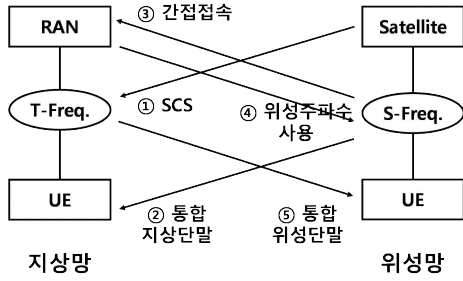 ③ 간접접속
RAN
Satellite
T-Freq.
① SCS
④ 위성주파수
사용
S-Freq.
UE
② 통합
지상단말
⑤ 통합
위성단말
UE
지상망
위성망